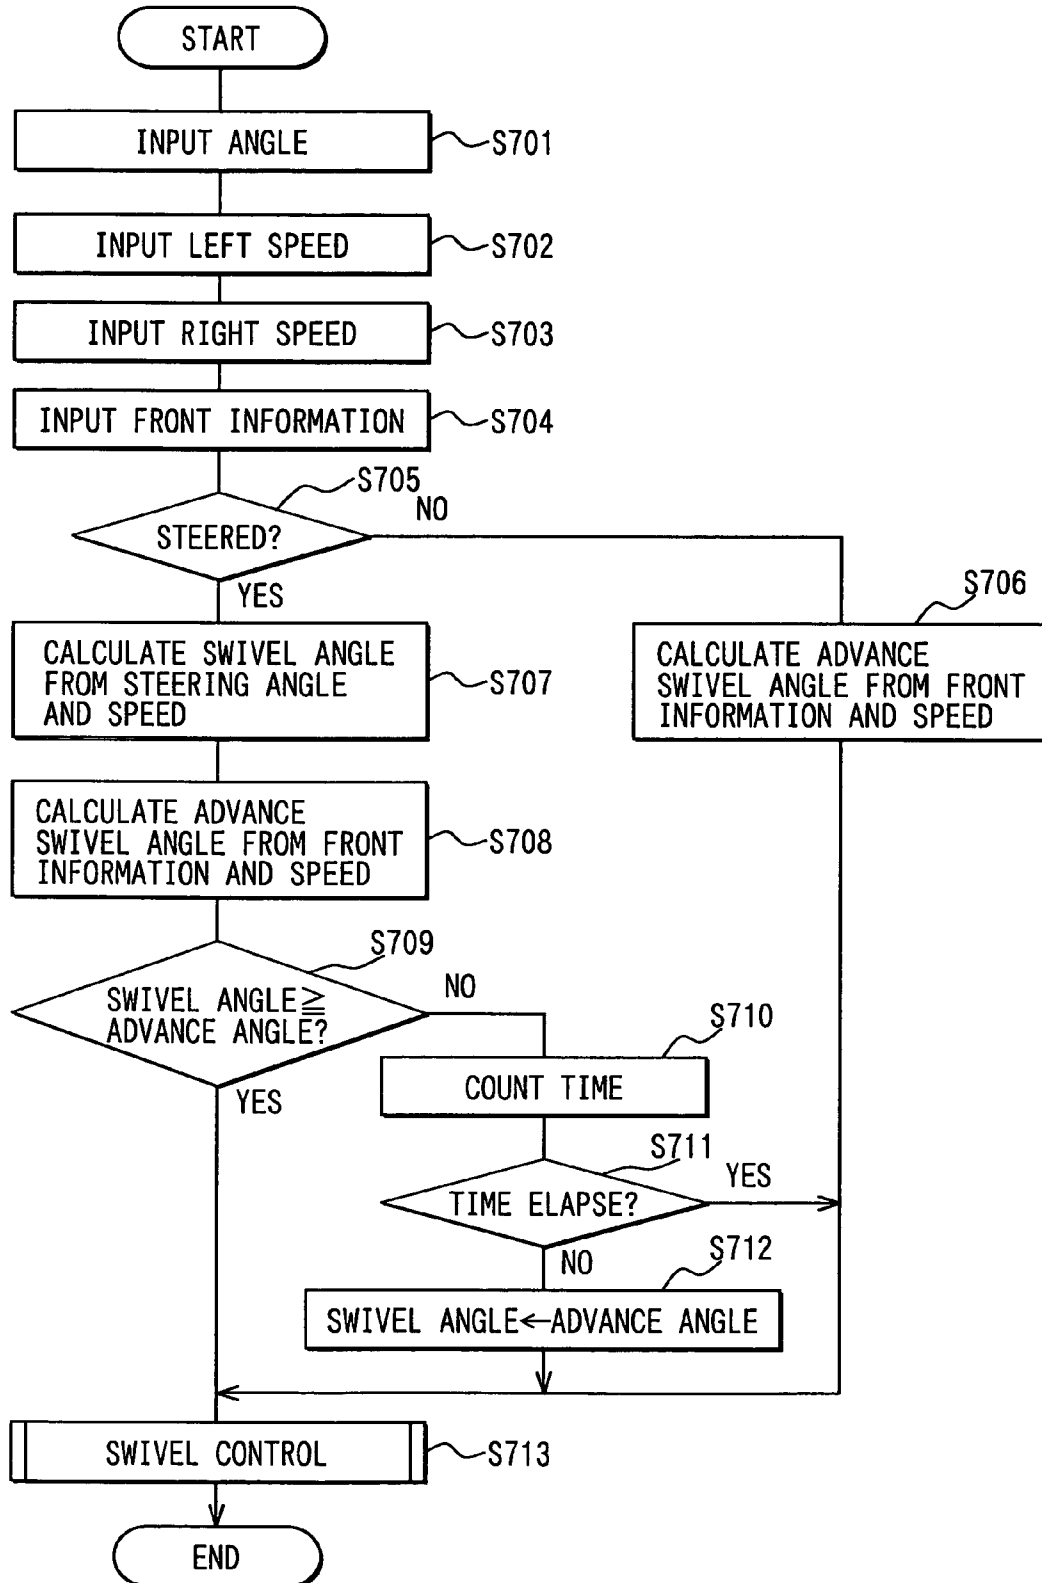 START
INPUT ANGLE
S701
INPUT LEFT SPEED
S702
INPUT RIGHT SPEED
S703
INPUT FRONT INFORMATION
S704
S705
STEERED?
NO
YES
S706
CALCULATE ADVANCE
SWIVEL ANGLE FROM FRONT
INFORMATION AND SPEED
CALCULATE SWIVEL ANGLE
FROM STEERING ANGLE
AND SPEED
S707
CALCULATE ADVANCE
SWIVEL ANGLE FROM FRONT
INFORMATION AND SPEED
S708
S709
SWIVEL ANGLE≧
ADVANCE ANGLE?
NO
YES
S710
COUNT TIME
S711
TIME ELAPSE?
YES
NO
S712
SWIVEL ANGLE←ADVANCE ANGLE
SWIVEL CONTROL
S713
END